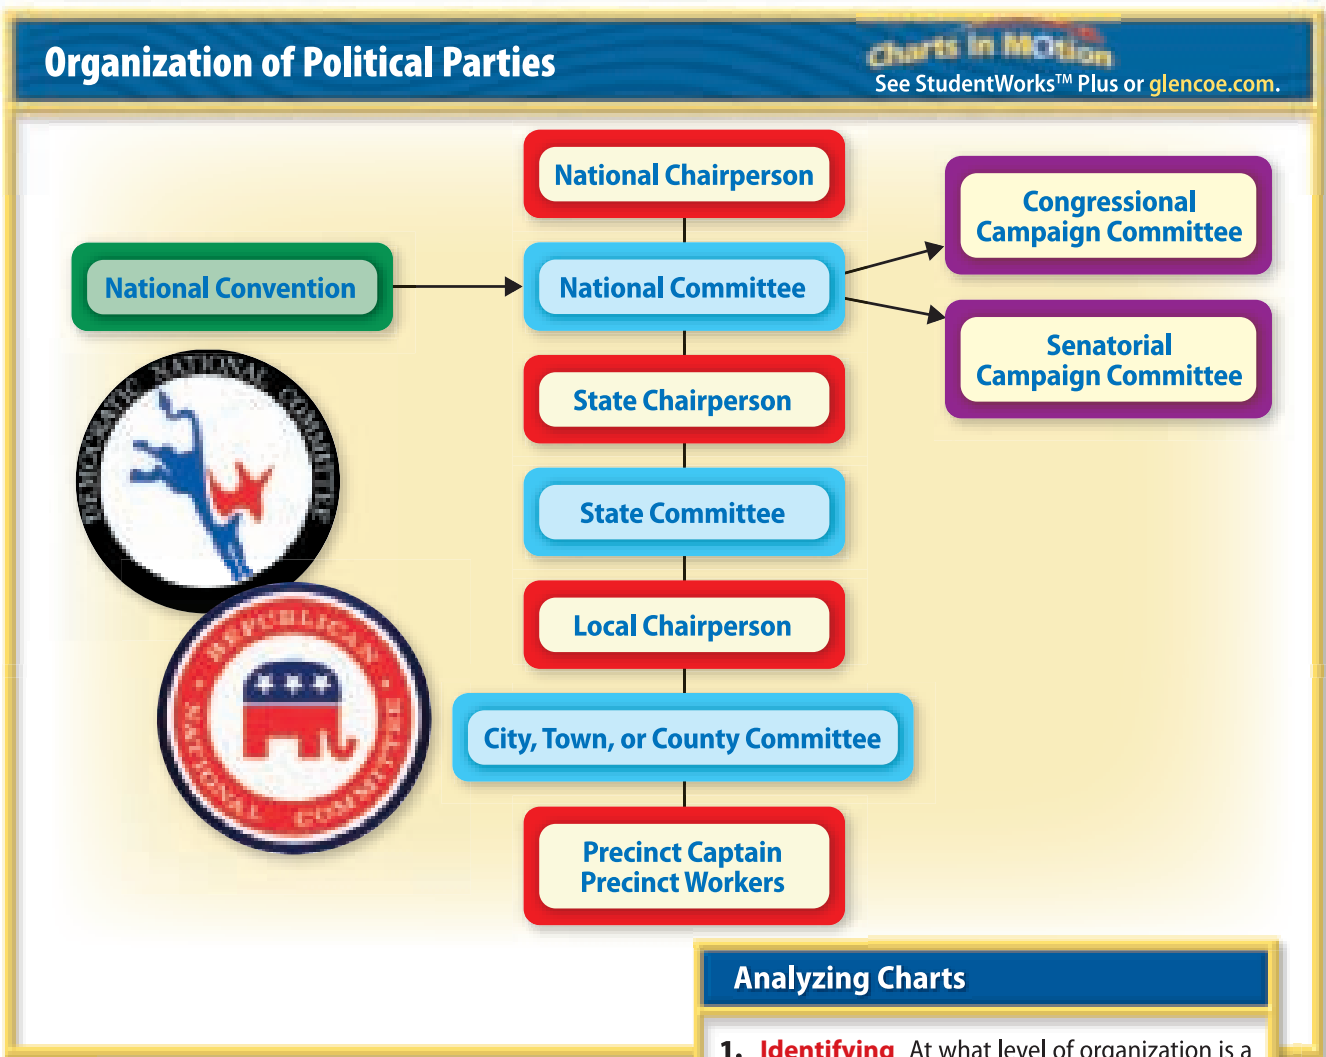 Organization of Political Parties
Charts in MOtion
See StudentWorks™ Plus or glencoe.com.
National Chairperson
Congressional
Campaign Committee
National Convention
National Committee
Senatorial
Campaign Committee
State Chairperson
DEMOCRATIC NATIONAL COMMITTEE
State Committee
Local Chairperson
REPUBLICAN NATIONAL COMMITTEE
City, Town, or County Committee
Precinct Captain
Precinct Workers
Analyzing Charts
1. Identifying At what level of organization is a